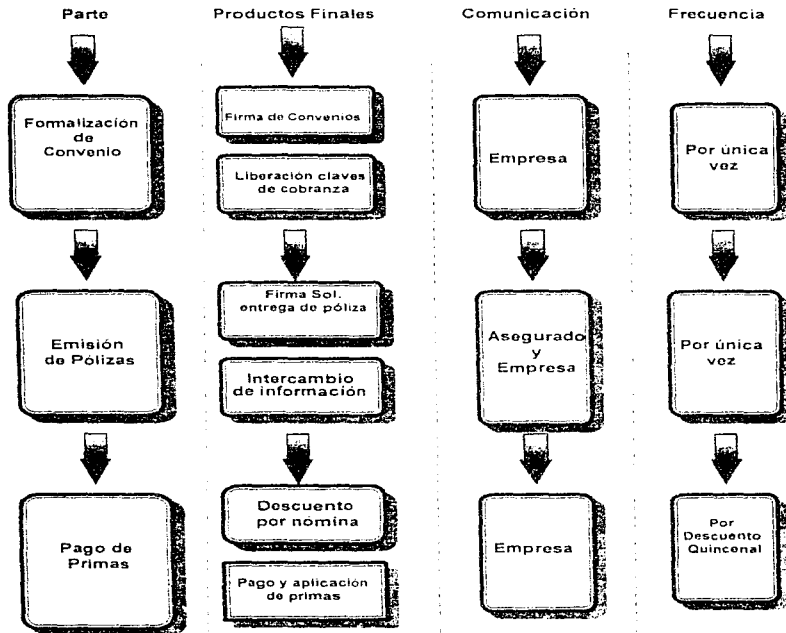 Parte
Productos Finales
Comunicación
Frecuencia
Formalización
de
Convenio
Firma de Convenios
Liberación claves
de cobranza
Empresa
Por única
vez
Emisión
de Pólizas
Firma Sol.
entrega de póliza
Intercambio
de información
Asegurado
y
Empresa
Por única
vez
Pago de
Primas
Descuento
por nómina
Pago y aplicación
de primas
Empresa
Por
Descuento
Quincenal